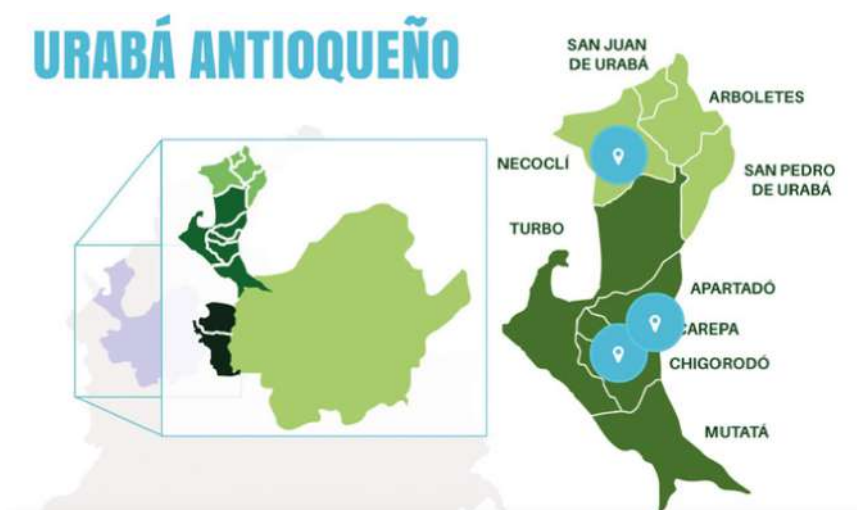 URABÁ ANTIOQUEÑO
SAN JUAN
DE URABÁ
ARBOLETES
NECOCLÍ
SAN PEDRO
DE URABÁ
TURBO
APARTADÓ
CAREPA
CHIGORODÓ
MUTATÁ